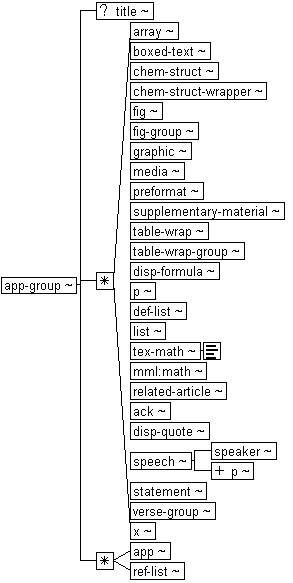 ? title ~
array ~
boxed-text ~
chem-struct ~
chem-struct-wrapper ~
fig ~
fig-group ~
graphic ~
media ~
preformat ~
supplementary-material ~
table-wrap ~
table-wrap-group ~
disp-formula ~
app-group ~
*
p ~
def-list ~
list ~
tex-math ~
mml:math ~
related-article ~
ack ~
disp-quote ~
speech ~
speaker ~
+ p ~
statement ~
verse-group ~
x ~
*
app ~
ref-list ~